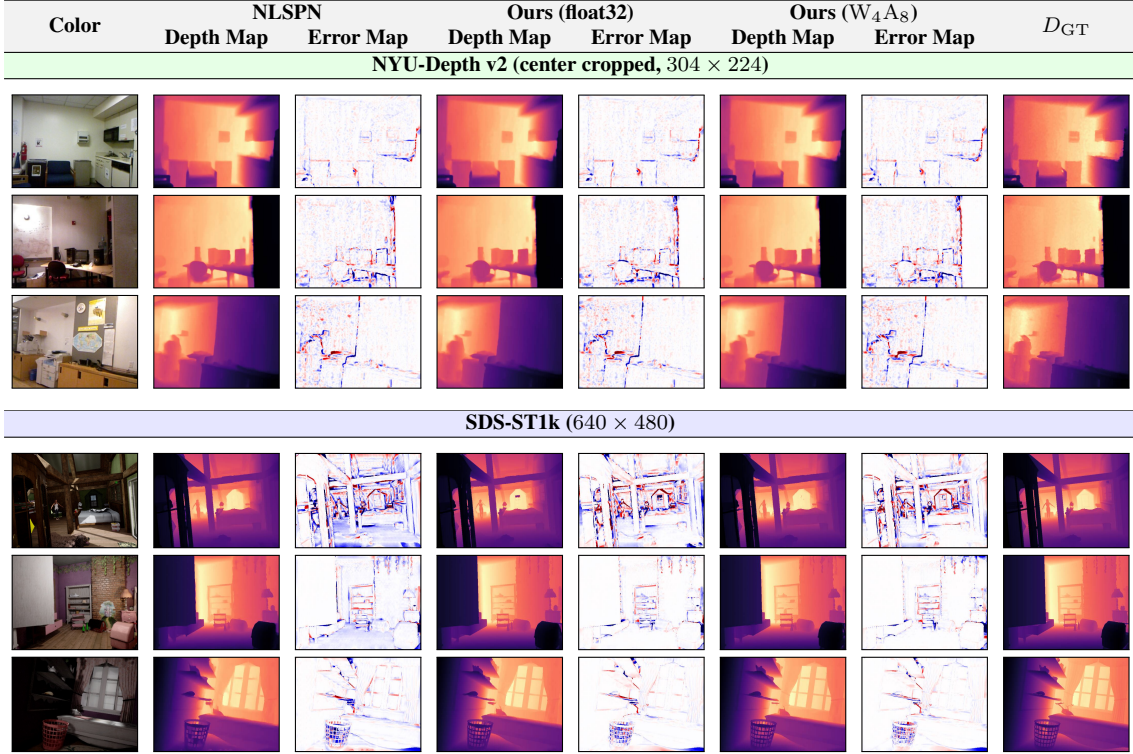 Color NLSPN Ours (float32) Ours (W₄A₈) D_GT
Depth Map Error Map Depth Map Error Map Depth Map Error Map
NYU-Depth v2 (center cropped, 304 × 224)
SDS-ST1k (640 × 480)